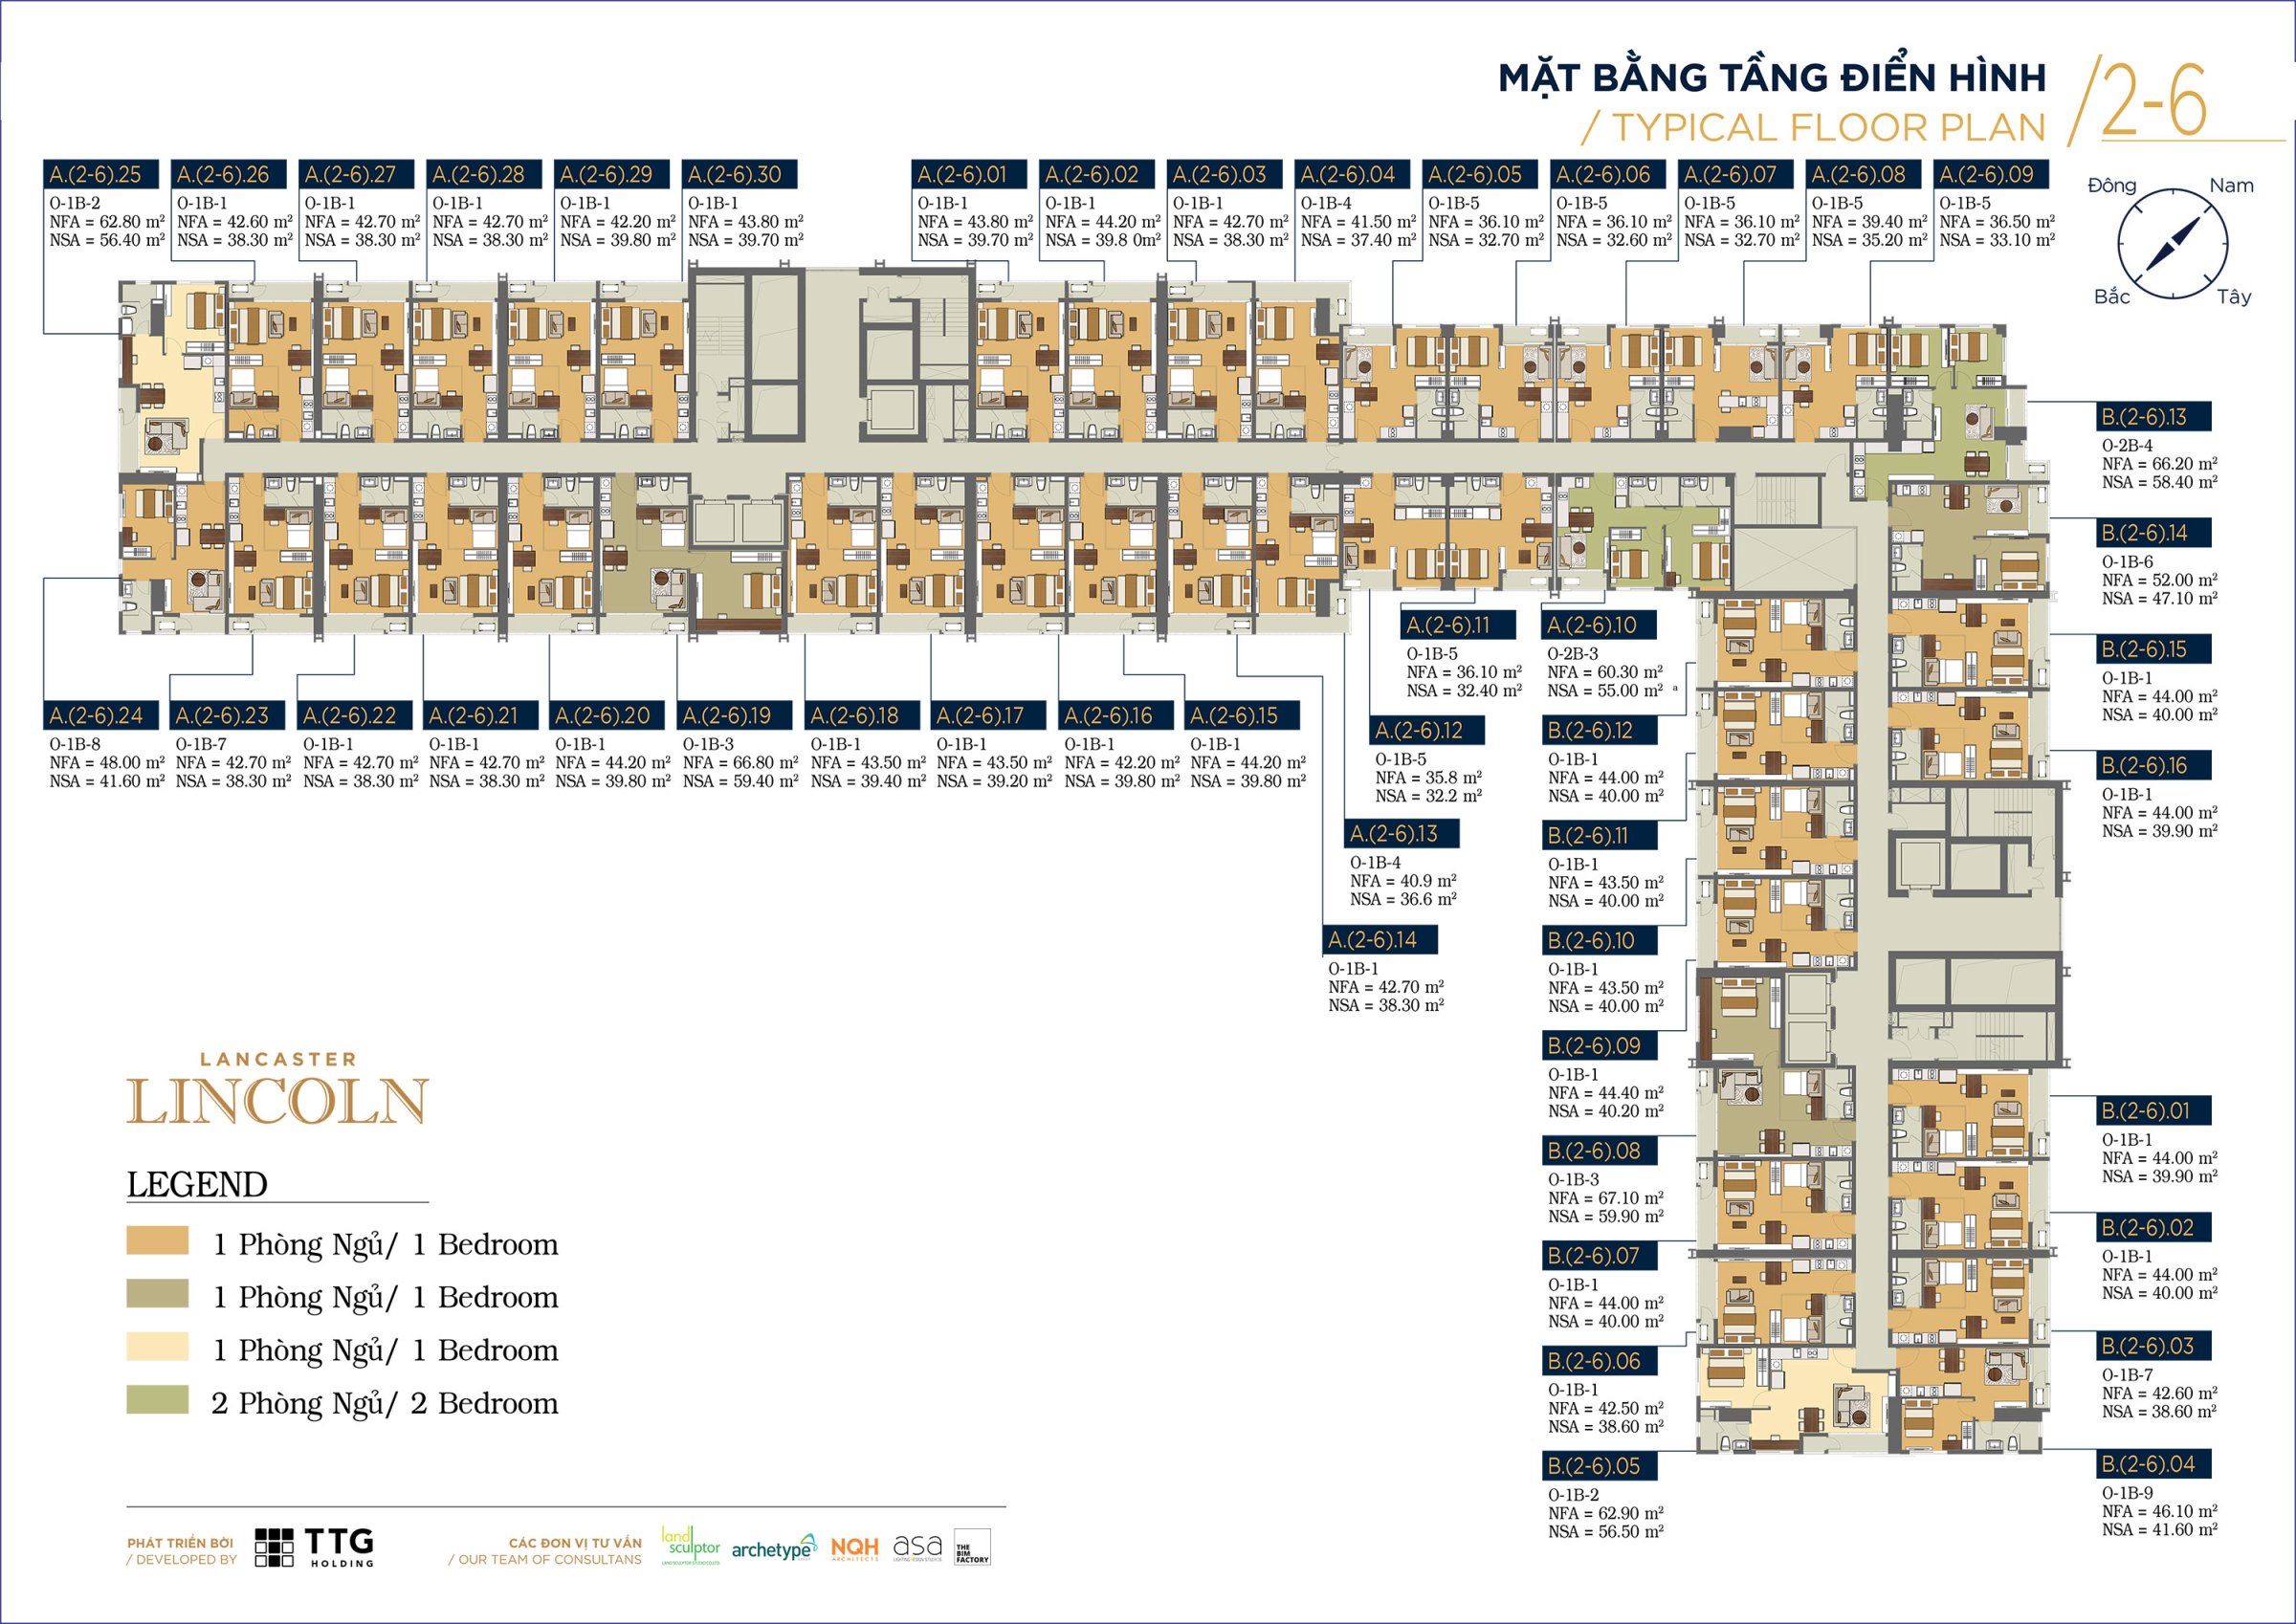 MẶT BẰNG TẦNG ĐIỂN HÌNH
/ TYPICAL FLOOR PLAN
/2-6
Đông
Nam
Bắc
Tây
A.(2-6).25
O-1B-2
NFA = 62.80 m²
NSA = 56.40 m²
A.(2-6).26
O-1B-1
NFA = 42.60 m²
NSA = 38.30 m²
A.(2-6).27
O-1B-1
NFA = 42.70 m²
NSA = 38.30 m²
A.(2-6).28
O-1B-1
NFA = 42.70 m²
NSA = 38.30 m²
A.(2-6).29
O-1B-1
NFA = 42.20 m²
NSA = 39.80 m²
A.(2-6).30
O-1B-1
NFA = 43.80 m²
NSA = 39.70 m²
A.(2-6).01
O-1B-1
NFA = 43.80 m²
NSA = 39.70 m²
A.(2-6).02
O-1B-1
NFA = 44.20 m²
NSA = 39.8 0m²
A.(2-6).03
O-1B-1
NFA = 42.70 m²
NSA = 38.30 m²
A.(2-6).04
O-1B-4
NFA = 41.50 m²
NSA = 37.40 m²
A.(2-6).05
O-1B-5
NFA = 36.10 m²
NSA = 32.70 m²
A.(2-6).06
O-1B-5
NFA = 36.10 m²
NSA = 32.60 m²
A.(2-6).07
O-1B-5
NFA = 36.10 m²
NSA = 32.70 m²
A.(2-6).08
O-1B-5
NFA = 39.40 m²
NSA = 35.20 m²
A.(2-6).09
O-1B-5
NFA = 36.50 m²
NSA = 33.10 m²
B.(2-6).13
O-2B-4
NFA = 66.20 m²
NSA = 58.40 m²
B.(2-6).14
O-1B-6
NFA = 52.00 m²
NSA = 47.10 m²
B.(2-6).15
O-1B-1
NFA = 44.00 m²
NSA = 40.00 m²
B.(2-6).16
O-1B-1
NFA = 44.00 m²
NSA = 39.90 m²
A.(2-6).24
O-1B-8
NFA = 48.00 m²
NSA = 41.60 m²
A.(2-6).23
O-1B-7
NFA = 42.70 m²
NSA = 38.30 m²
A.(2-6).22
O-1B-1
NFA = 42.70 m²
NSA = 38.30 m²
A.(2-6).21
O-1B-1
NFA = 42.70 m²
NSA = 38.30 m²
A.(2-6).20
O-1B-1
NFA = 44.20 m²
NSA = 39.80 m²
A.(2-6).19
O-1B-3
NFA = 66.80 m²
NSA = 59.40 m²
A.(2-6).18
O-1B-1
NFA = 43.50 m²
NSA = 39.40 m²
A.(2-6).17
O-1B-1
NFA = 43.50 m²
NSA = 39.20 m²
A.(2-6).16
O-1B-1
NFA = 42.20 m²
NSA = 39.80 m²
A.(2-6).15
O-1B-1
NFA = 44.20 m²
NSA = 39.80 m²
A.(2-6).11
O-1B-5
NFA = 36.10 m²
NSA = 32.40 m²
A.(2-6).10
O-2B-3
NFA = 60.30 m²
NSA = 55.00 m² a
A.(2-6).12
O-1B-5
NFA = 35.8 m²
NSA = 32.2 m²
A.(2-6).13
O-1B-4
NFA = 40.9 m²
NSA = 36.6 m²
A.(2-6).14
O-1B-1
NFA = 42.70 m²
NSA = 38.30 m²
B.(2-6).12
O-1B-1
NFA = 44.00 m²
NSA = 40.00 m²
B.(2-6).11
O-1B-1
NFA = 43.50 m²
NSA = 40.00 m²
B.(2-6).10
O-1B-1
NFA = 43.50 m²
NSA = 40.00 m²
B.(2-6).09
O-1B-1
NFA = 44.40 m²
NSA = 40.20 m²
B.(2-6).08
O-1B-3
NFA = 67.10 m²
NSA = 59.90 m²
B.(2-6).07
O-1B-1
NFA = 44.00 m²
NSA = 40.00 m²
B.(2-6).06
O-1B-1
NFA = 42.50 m²
NSA = 38.60 m²
B.(2-6).05
O-1B-2
NFA = 62.90 m²
NSA = 56.50 m²
B.(2-6).01
O-1B-1
NFA = 44.00 m²
NSA = 39.90 m²
B.(2-6).02
O-1B-1
NFA = 44.00 m²
NSA = 40.00 m²
B.(2-6).03
O-1B-7
NFA = 42.60 m²
NSA = 38.60 m²
B.(2-6).04
O-1B-9
NFA = 46.10 m²
NSA = 41.60 m²
LANCASTER
LINCOLN
LEGEND
1 Phòng Ngủ/ 1 Bedroom
1 Phòng Ngủ/ 1 Bedroom
1 Phòng Ngủ/ 1 Bedroom
2 Phòng Ngủ/ 2 Bedroom
PHÁT TRIỂN BỞI
/ DEVELOPED BY
TTG
HOLDING
CÁC ĐƠN VỊ TƯ VẤN
/ OUR TEAM OF CONSULTANS
land
sculptor
archetype
NQH
ARCHITECTS
asa
THE
BIM
FACTORY